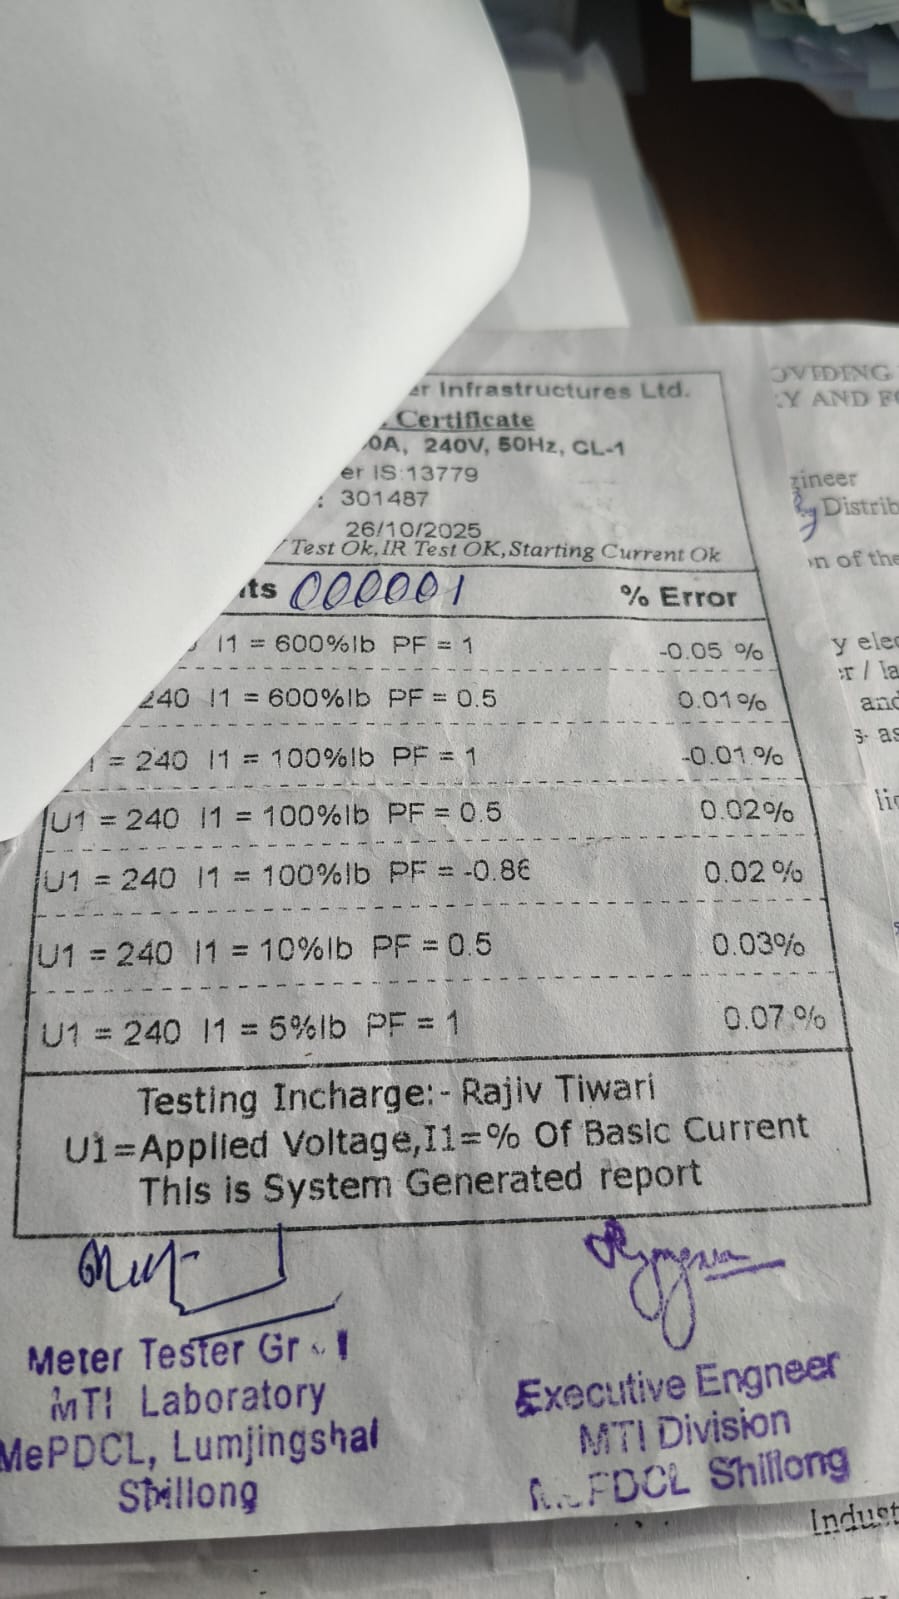 Infrastructures Ltd.
Certificate
0A, 240V, 50Hz, CL-1
er IS:13779
: 301487
26/10/2025
Test Ok,IR Test OK,Starting Current Ok
ts 000001 % Error
I1 = 600%Ib PF = 1 -0.05 %
240 I1 = 600%Ib PF = 0.5 0.01%
= 240 I1 = 100%Ib PF = 1 -0.01%
U1 = 240 I1 = 100%Ib PF = 0.5 0.02%
U1 = 240 I1 = 100%Ib PF = -0.86 0.02%
U1 = 240 I1 = 10%Ib PF = 0.5 0.03%
U1 = 240 I1 = 5%Ib PF = 1 0.07%
Testing Incharge:- Rajiv Tiwari
U1=Applied Voltage,I1=% Of Basic Current
This is System Generated report
Meter Tester Gr - I
MTI Laboratory
MePDCL, Lumjingshai
Shillong
Executive Engneer
MTI Division
PDCL Shillong
OVIDING
Y AND F
gineer
Distrib
n of the
y elec
r / la
and
s- as
Indust